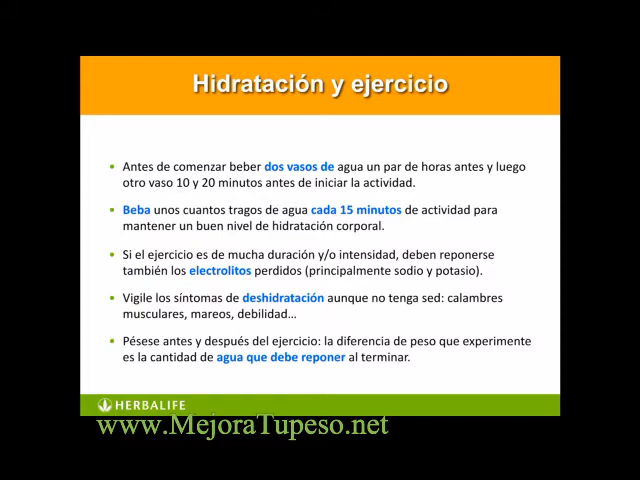 Hidratación y ejercicio
• Antes de comenzar beber dos vasos de agua un par de horas antes y luego
otro vaso 10 y 20 minutos antes de iniciar la actividad.
• Beba unos cuantos tragos de agua cada 15 minutos de actividad para
mantener un buen nivel de hidratación corporal.
• Si el ejercicio es de mucha duración y/o intensidad, deben reponerse
también los electrolitos perdidos (principalmente sodio y potasio).
• Vigile los síntomas de deshidratación aunque no tenga sed: calambres
musculares, mareos, debilidad...
• Pésese antes y después del ejercicio: la diferencia de peso que experimente
es la cantidad de agua que debe reponer al terminar.
HERBALIFE
www.MejoraTupeso.net